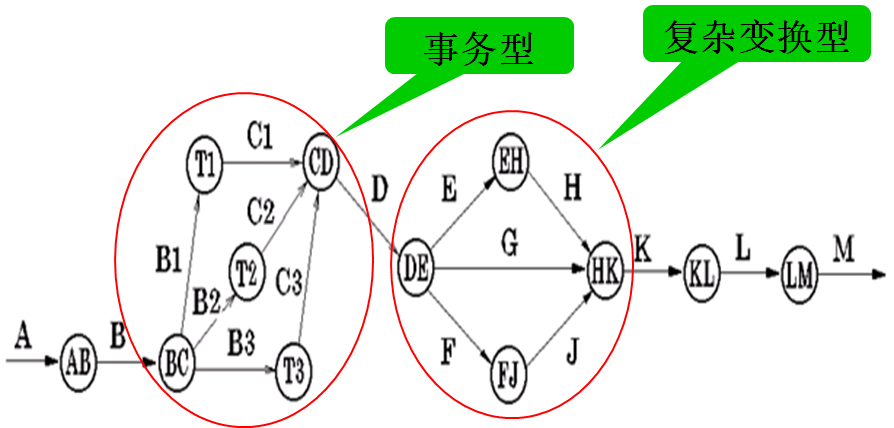 事务型
复杂变换型
C1
T1
CD
EH
D
E
H
C2
B1
G
K
L
M
T2
C3
DE
HK
KL
LM
B2
A
B
B3
F
J
AB
BC
T3
FJ